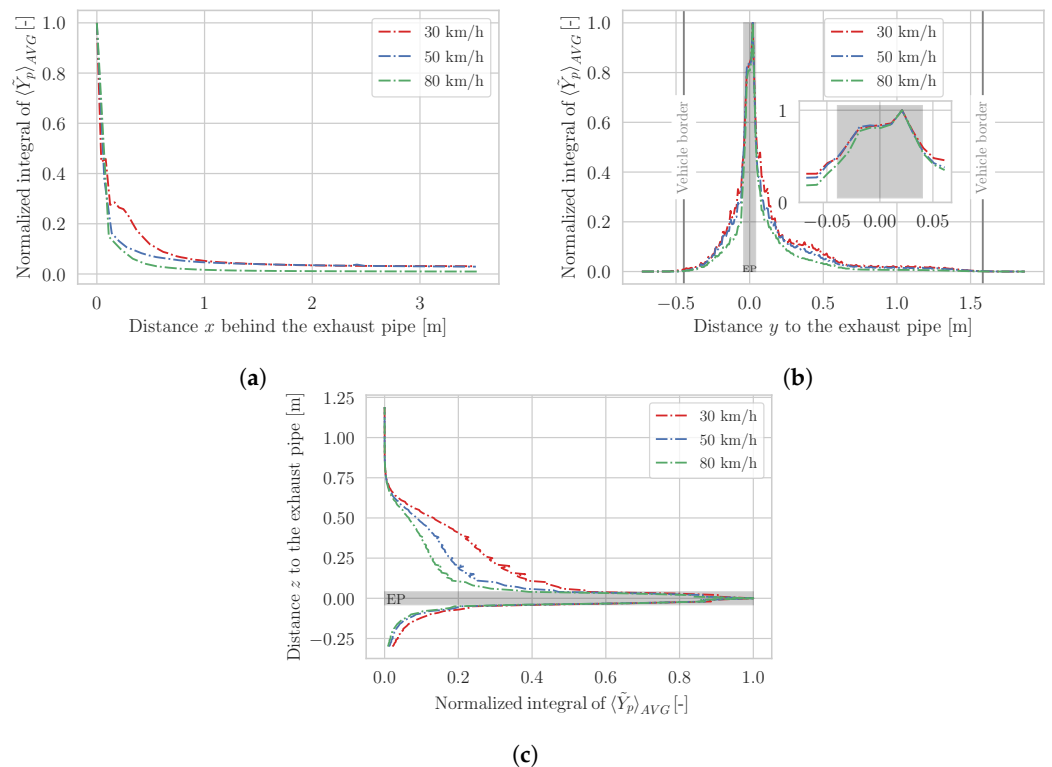 Normalized integral of ⟨Ỹ_p⟩_AVG [-]
1.0
0.8
0.6
0.4
0.2
0.0
30 km/h
50 km/h
80 km/h
0
1
2
3
Distance x behind the exhaust pipe [m]
(a)
Normalized integral of ⟨Ỹ_p⟩_AVG [-]
1.0
0.8
0.6
0.4
0.2
0.0
Vehicle border
EP
Vehicle border
30 km/h
50 km/h
80 km/h
1
0
−0.05
0.00
0.05
−0.5
0.0
0.5
1.0
1.5
Distance y to the exhaust pipe [m]
(b)
Distance z to the exhaust pipe [m]
1.25
1.00
0.75
0.50
0.25
0.00
−0.25
EP
30 km/h
50 km/h
80 km/h
0.0
0.2
0.4
0.6
0.8
1.0
Normalized integral of ⟨Ỹ_p⟩_AVG [-]
(c)